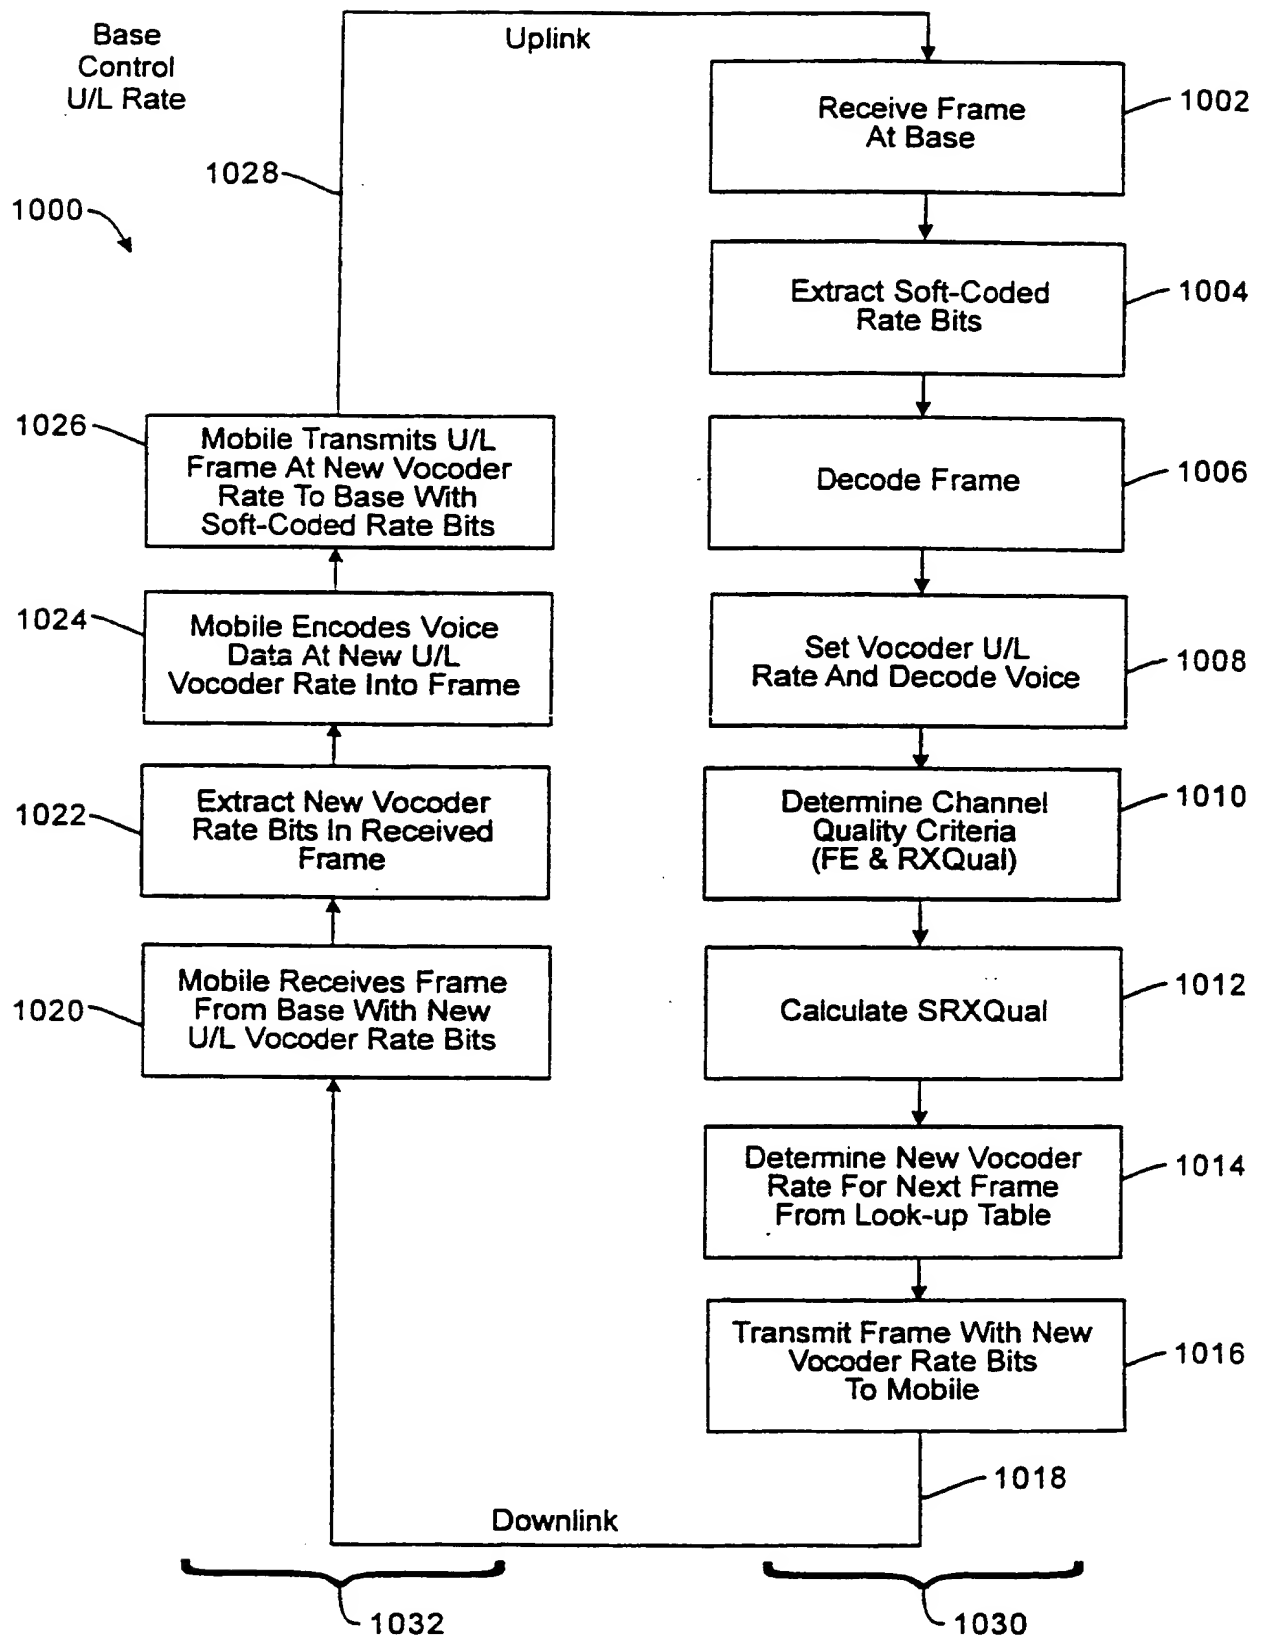 Base
Control
U/L Rate
Uplink
1000
1028
Receive Frame
At Base
1002
Extract Soft-Coded
Rate Bits
1004
Decode Frame
1006
Set Vocoder U/L
Rate And Decode Voice
1008
Determine Channel
Quality Criteria
(FE & RXQual)
1010
Calculate SRXQual
1012
Determine New Vocoder
Rate For Next Frame
From Look-up Table
1014
Transmit Frame With New
Vocoder Rate Bits
To Mobile
1016
1018
Downlink
1026
Mobile Transmits U/L
Frame At New Vocoder
Rate To Base With
Soft-Coded Rate Bits
1024
Mobile Encodes Voice
Data At New U/L
Vocoder Rate Into Frame
1022
Extract New Vocoder
Rate Bits In Received
Frame
1020
Mobile Receives Frame
From Base With New
U/L Vocoder Rate Bits
1032
1030